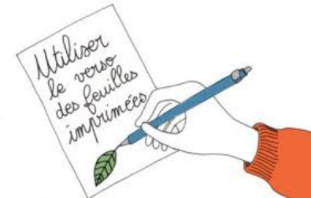 Utiliser
le verso
des feuilles
imprimées